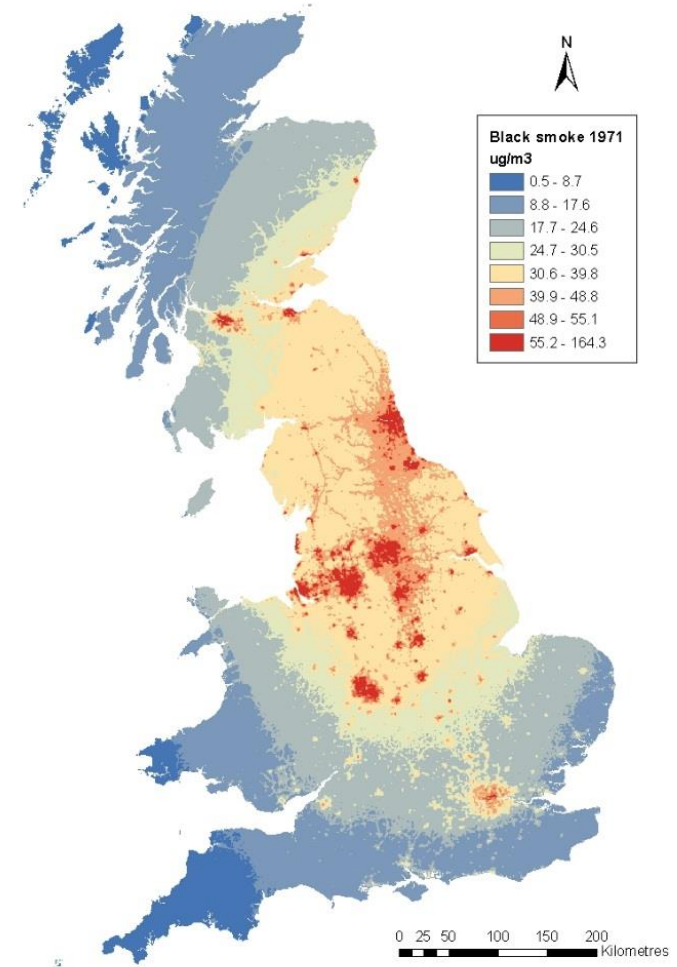 N
Black smoke 1971
ug/m3
0.5 - 8.7
8.8 - 17.6
17.7 - 24.6
24.7 - 30.5
30.6 - 39.8
39.9 - 48.8
48.9 - 55.1
55.2 - 164.3
0 25 50 100 150 200
Kilometres